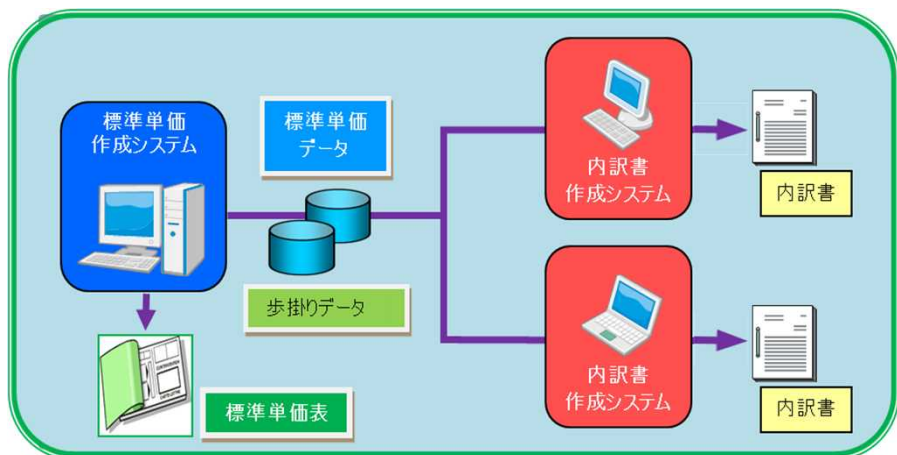 標準単価
作成システム
標準単価
データ
歩掛りデータ
標準単価表
内訳書
作成システム
内訳書
内訳書
作成システム
内訳書